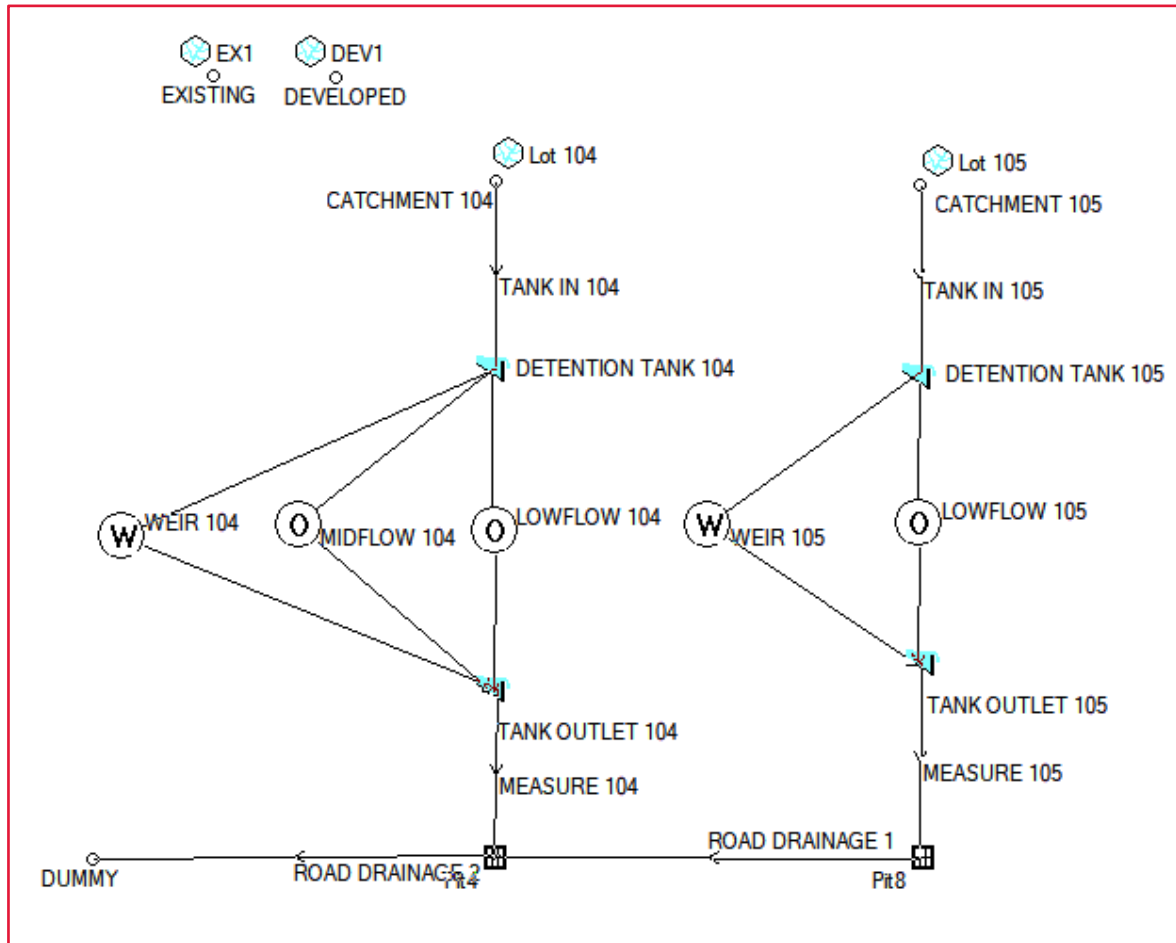 EX1
DEV1
EXISTING
DEVELOPED
Lot 104
Lot 105
CATCHMENT 104
CATCHMENT 105
TANK IN 104
TANK IN 105
DETENTION TANK 104
DETENTION TANK 105
W
WEIR 104
O
MIDFLOW 104
O
LOWFLOW 104
W
WEIR 105
O
LOWFLOW 105
TANK OUTLET 104
TANK OUTLET 105
MEASURE 104
MEASURE 105
ROAD DRAINAGE 1
DUMMY
ROAD DRAINAGE 2
Pit4
Pit8